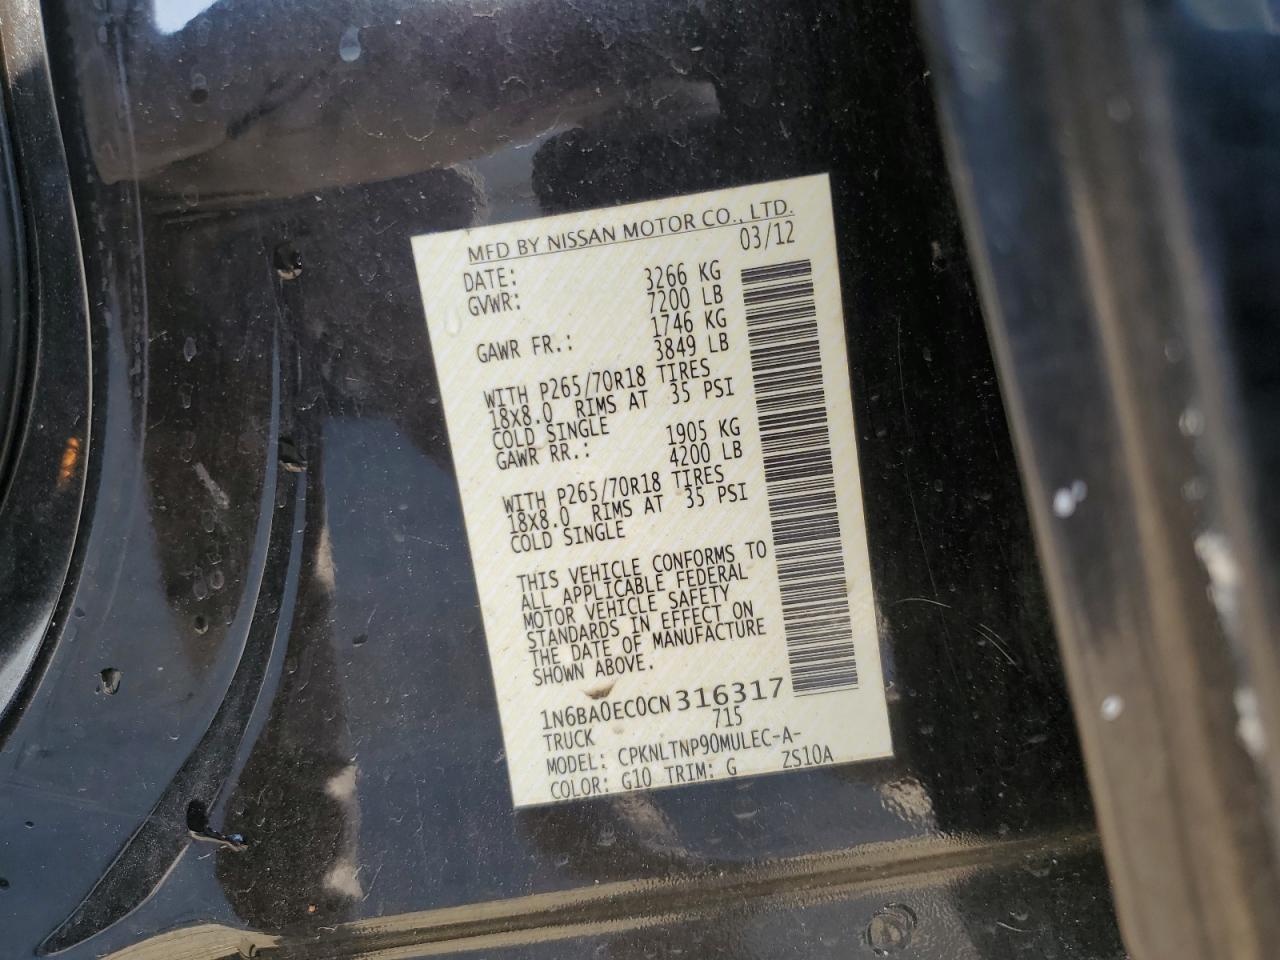 MFD BY NISSAN MOTOR CO., LTD.
DATE: 03/12
GVWR: 3266 KG
7200 LB
GAWR FR.: 1746 KG
3849 LB
WITH P265/70R18 TIRES
18X8.0 RIMS AT 35 PSI
COLD SINGLE
GAWR RR.: 1905 KG
4200 LB
WITH P265/70R18 TIRES
18X8.0 RIMS AT 35 PSI
COLD SINGLE
THIS VEHICLE CONFORMS TO
ALL APPLICABLE FEDERAL
MOTOR VEHICLE SAFETY
STANDARDS IN EFFECT ON
THE DATE OF MANUFACTURE
SHOWN ABOVE.
1N6BA0EC0CN316317
TRUCK 715
MODEL: CPKNLTNP90MULEC-A-
COLOR: G10 TRIM: G ZS10A